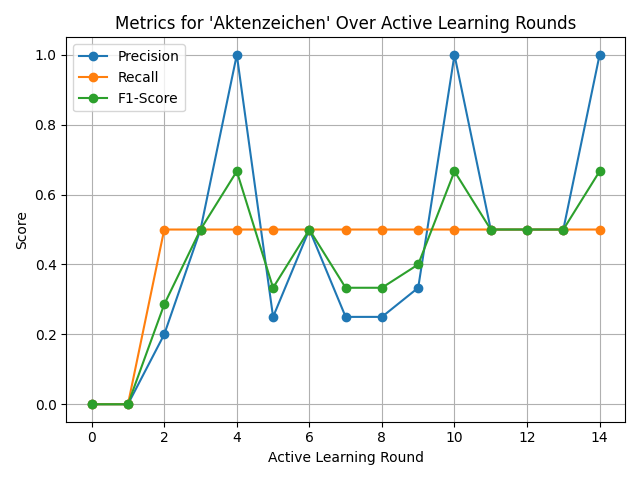 Metrics for 'Aktenzeichen' Over Active Learning Rounds
Precision
Recall
F1-Score
Score
1.0
0.8
0.6
0.4
0.2
0.0
0 2 4 6 8 10 12 14
Active Learning Round